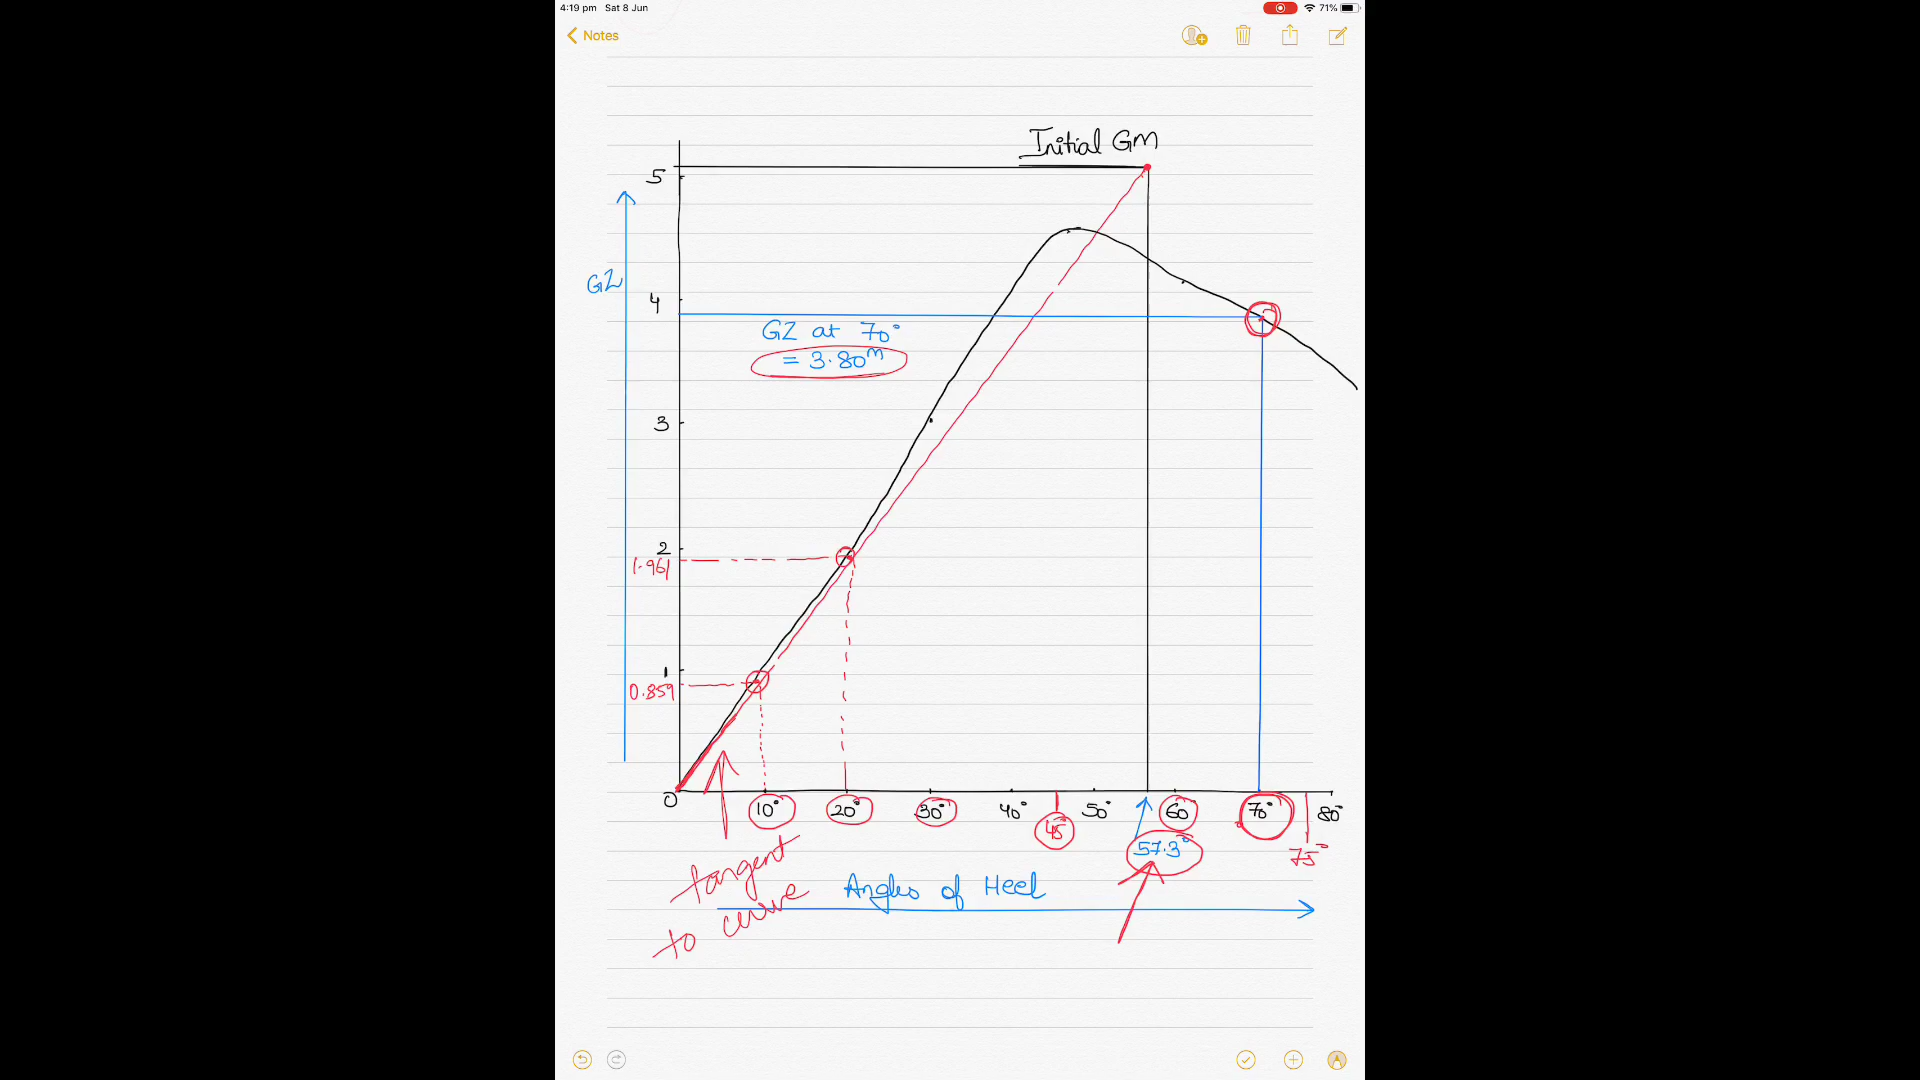 4:19 pm Sat 8 Jun
71%
Notes
Initial GM
5
GZ
4
GZ at 70°
= 3.80m
3
2
1.961
1
0.859
0
10° 20° 30° 40° 50° 60° 70° 80°
45°
57.3°
75°
tangent
to curve
Angles of Heel